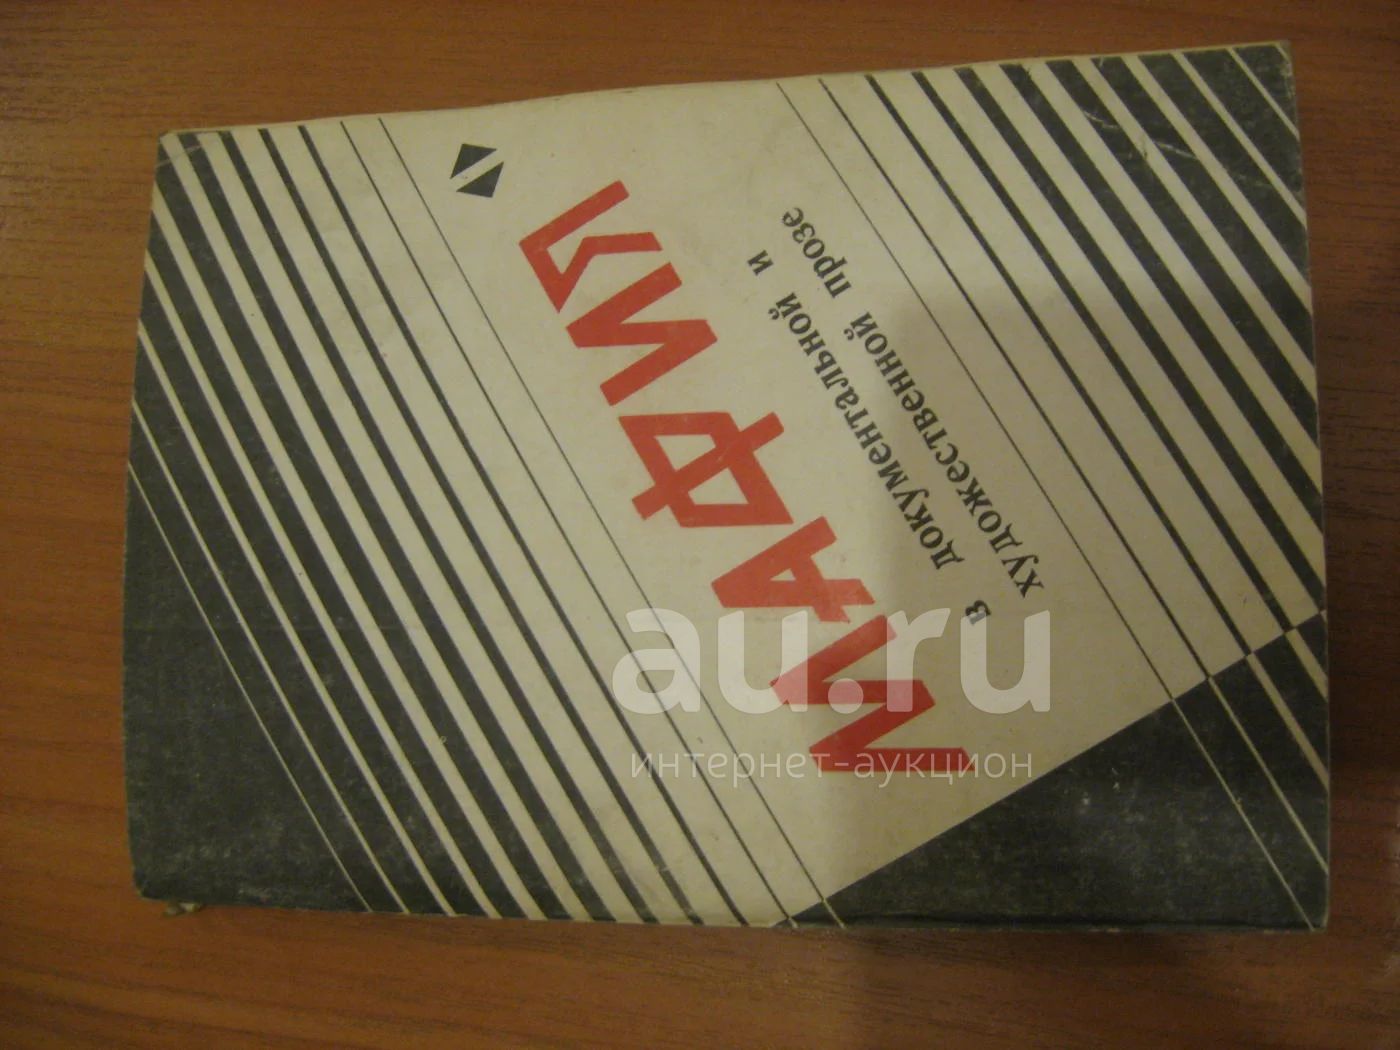 МАФИЯ
в документальной и
художественной прозе
au.ru
интернет-аукцион